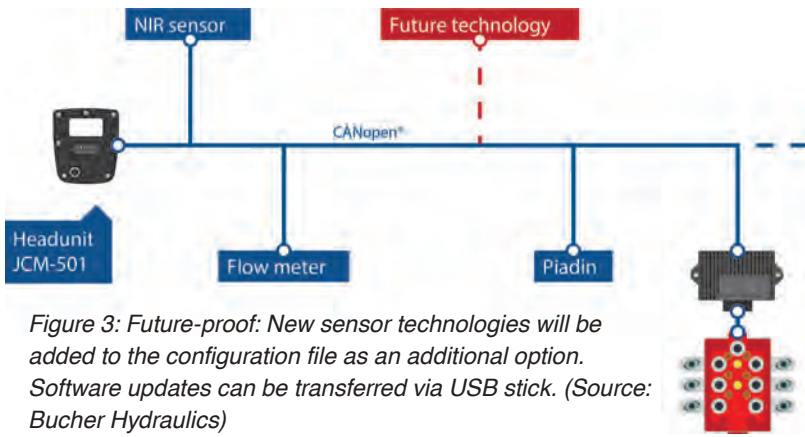 NIR sensor
Future technology
CANopen®
Headunit
JCM-501
Flow meter
Piadin
Figure 3: Future-proof: New sensor technologies will be
added to the configuration file as an additional option.
Software updates can be transferred via USB stick. (Source:
Bucher Hydraulics)